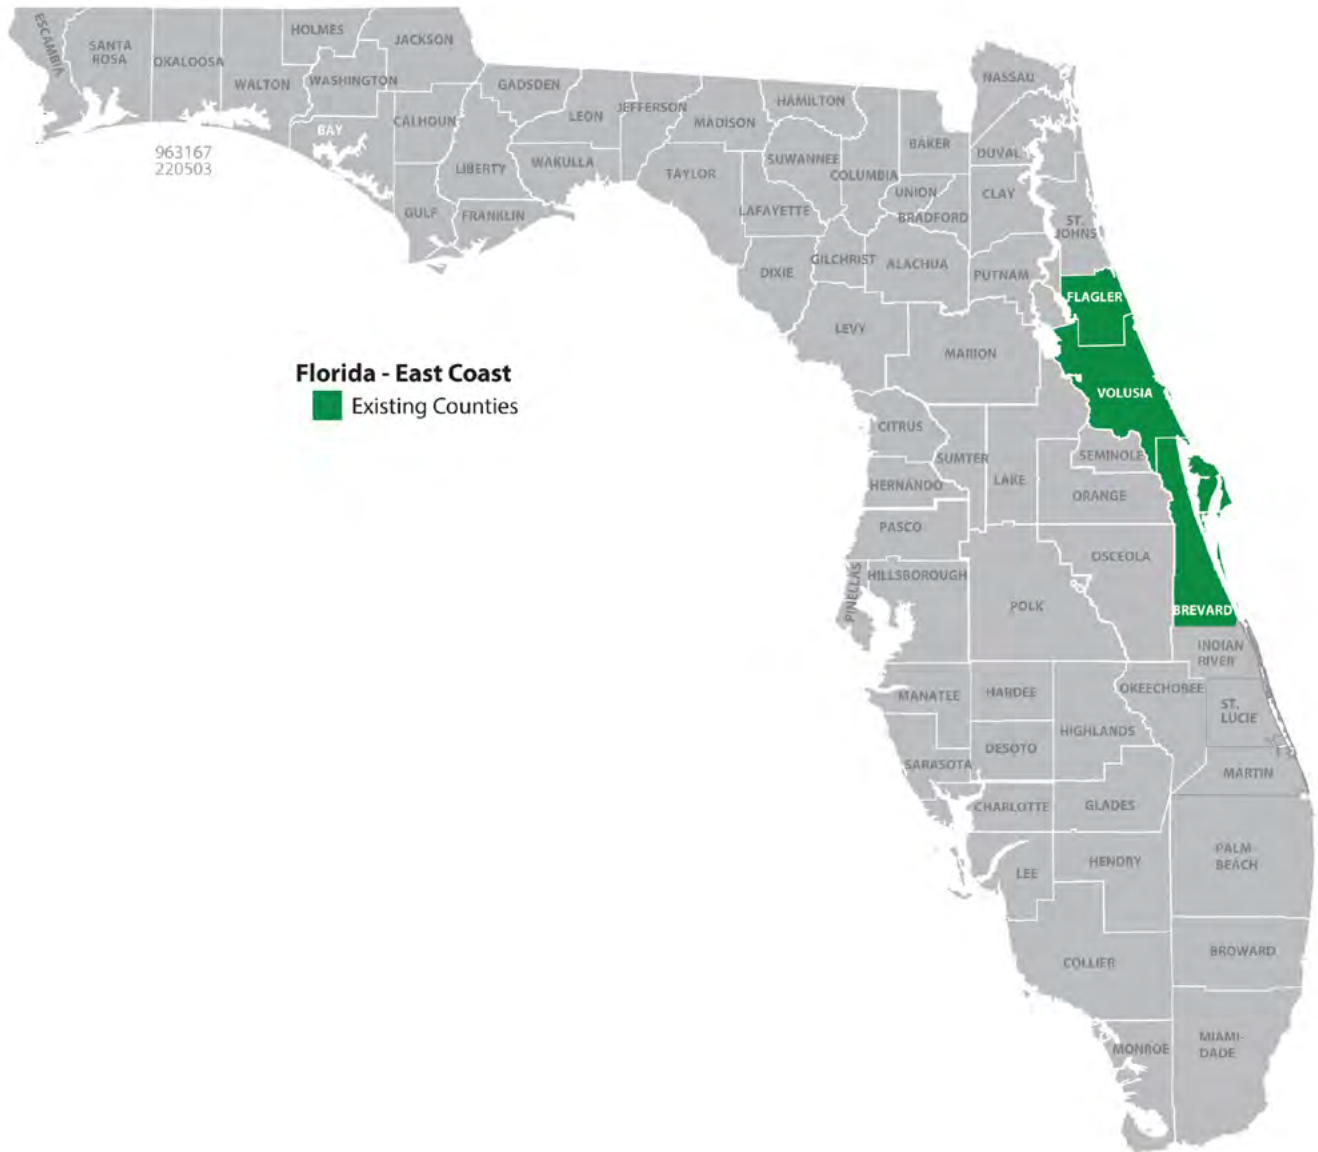 ESCAMBIA
SANTA
ROSA
OKALOOSA
WALTON
HOLMES
WASHINGTON
JACKSON
BAY
CALHOUN
GULF
GADSDEN
LIBERTY
FRANKLIN
LEON
WAKULLA
JEFFERSON
MADISON
TAYLOR
HAMILTON
SUWANNEE
LAFAYETTE
DIXIE
COLUMBIA
GILCHRIST
BAKER
UNION
BRADFORD
ALACHUA
NASSAU
DUVAL
CLAY
ST.
JOHNS
PUTNAM
963167
220503
FLAGLER
LEVY
MARION
VOLUSIA
Florida - East Coast
Existing Counties
CITRUS
SUMTER
LAKE
SEMINOLE
HERNANDO
ORANGE
PASCO
OSCEOLA
PINELLAS
HILLSBOROUGH
POLK
BREVARD
INDIAN
RIVER
MANATEE
HARDEE
OKEECHOBEE
HIGHLANDS
ST.
LUCIE
DESOTO
SARASOTA
MARTIN
CHARLOTTE
GLADES
LEE
HENDRY
PALM
BEACH
COLLIER
BROWARD
MONROE
MIAMI-
DADE